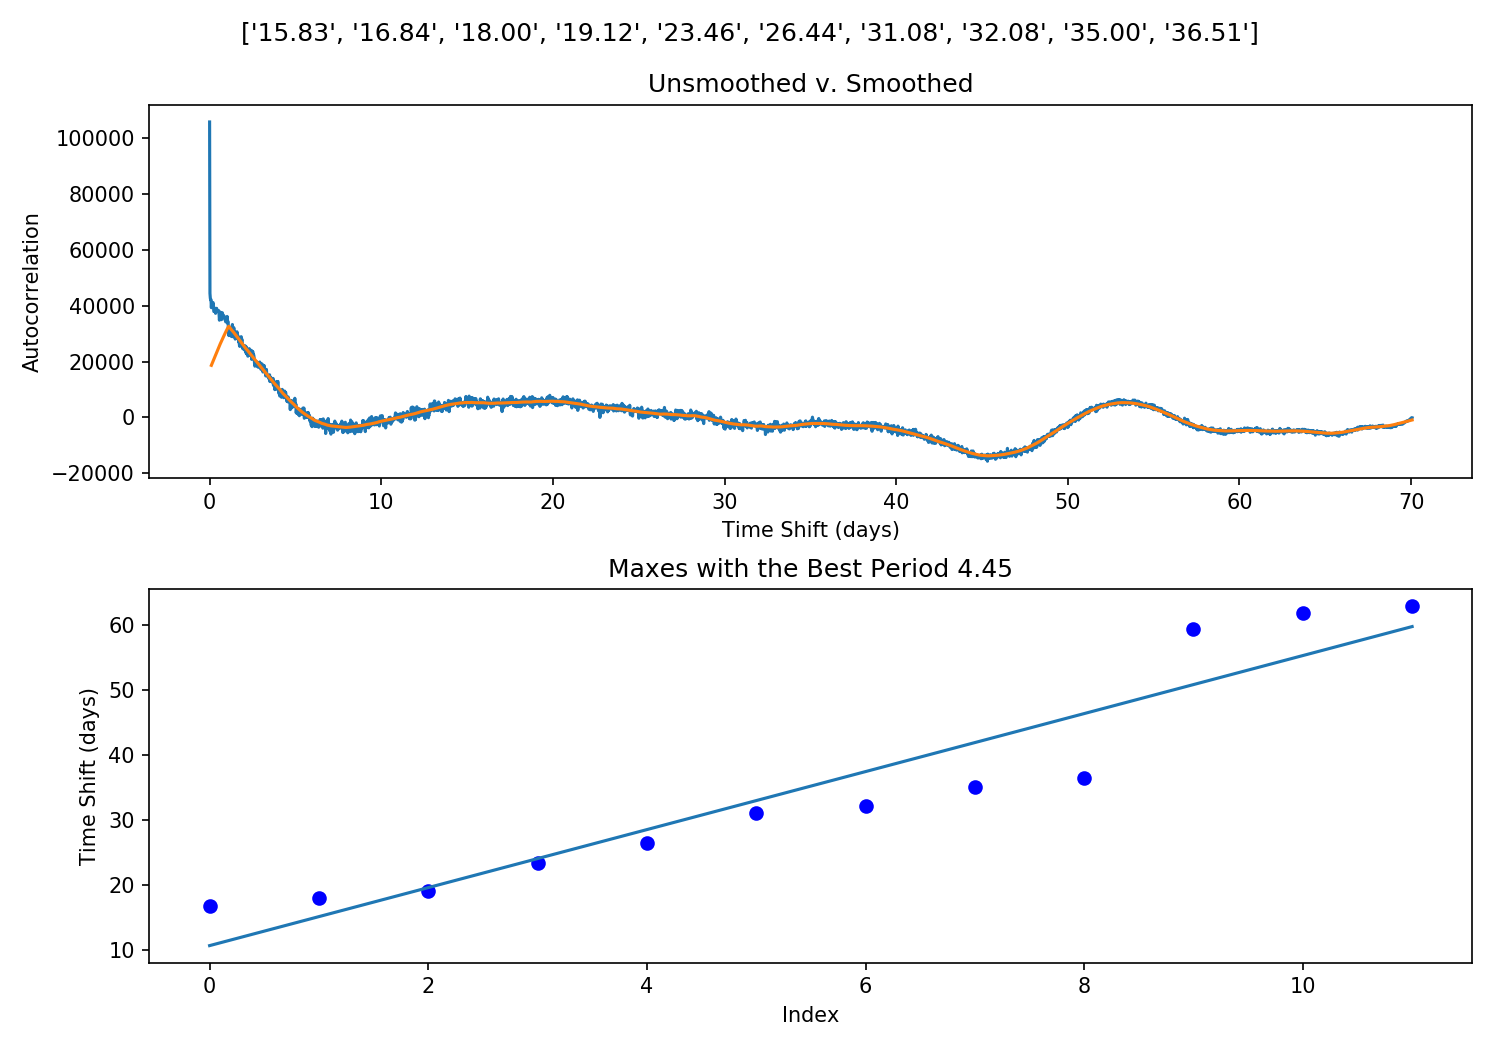 ['15.83', '16.84', '18.00', '19.12', '23.46', '26.44', '31.08', '32.08', '35.00', '36.51']
Unsmoothed v. Smoothed
100000
80000
60000
40000
20000
0
−20000
Autocorrelation
0 10 20 30 40 50 60 70
Time Shift (days)
Maxes with the Best Period 4.45
60
50
40
30
20
10
Time Shift (days)
0 2 4 6 8 10
Index